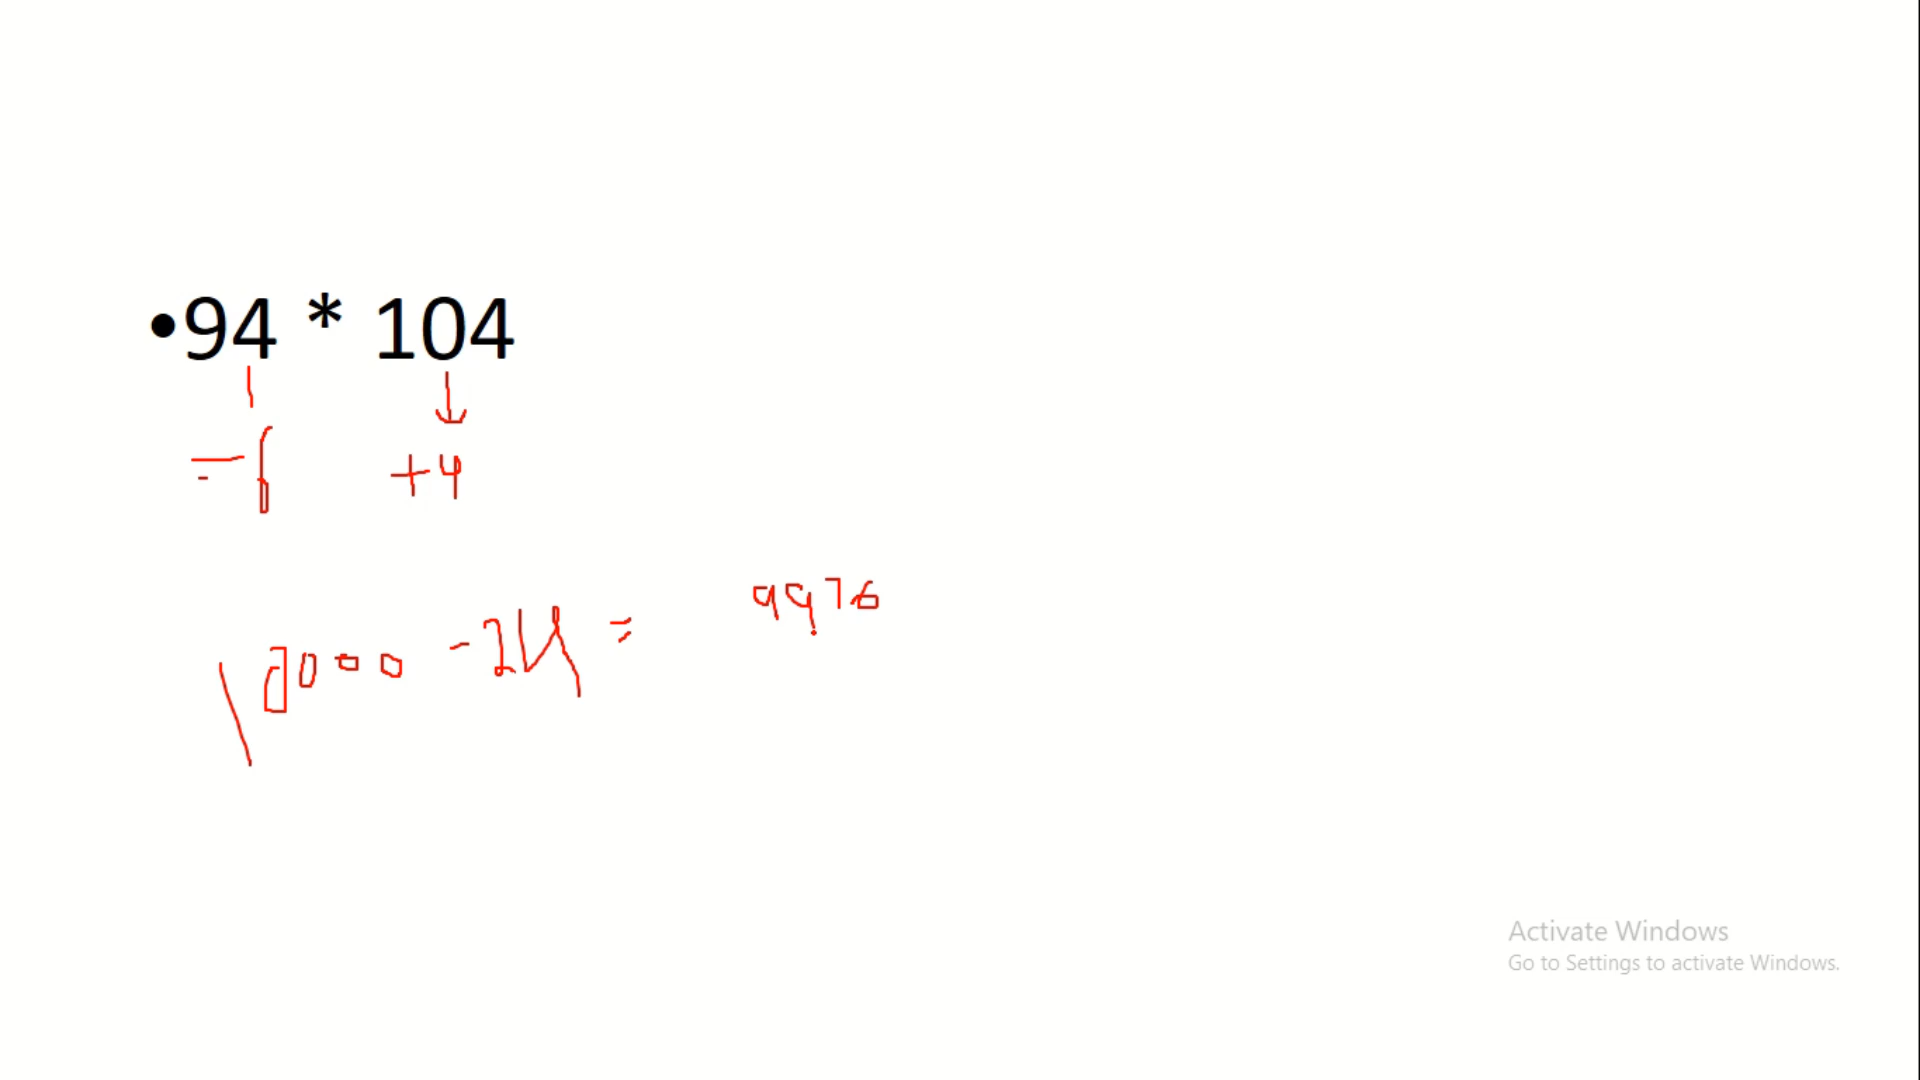 •94 * 104
-6 +4
10000 -24 = 9976
Activate Windows
Go to Settings to activate Windows.